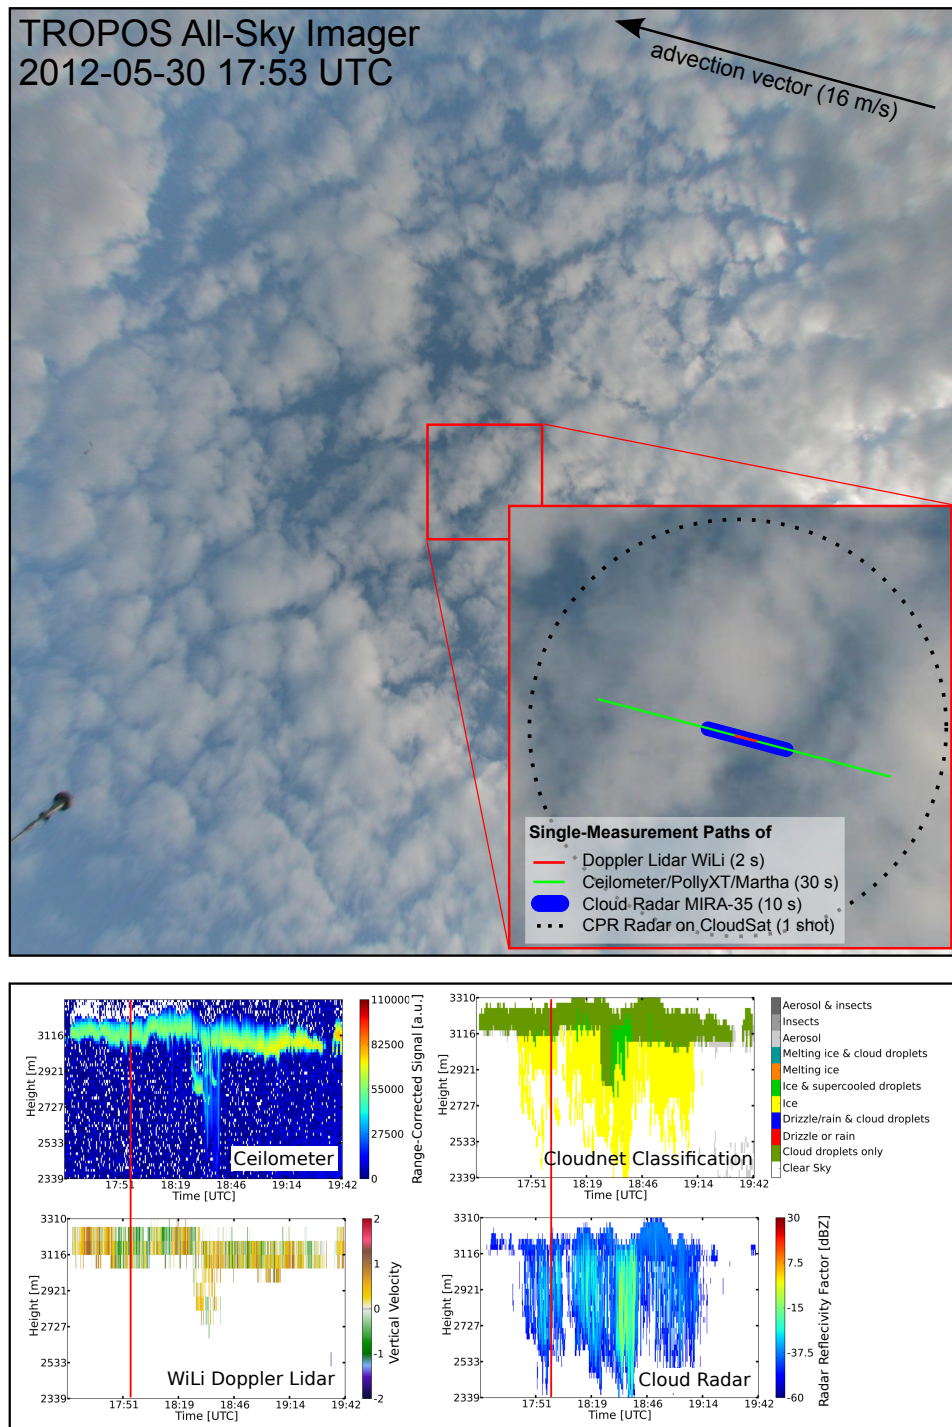 TROPOS All-Sky Imager
2012-05-30 17:53 UTC
advection vector (16 m/s)
Single-Measurement Paths of
Doppler Lidar WiLi (2 s)
Ceilometer/PollyXT/Martha (30 s)
Cloud Radar MIRA-35 (10 s)
CPR Radar on CloudSat (1 shot)
Height [m]
3116
2921
2727
2533
2339
17:51 18:19 18:46 19:14 19:42
Time [UTC]
Ceilometer
110000
82500
55000
27500
0
Range-Corrected Signal [a.u.]
Height [m]
3310
3116
2921
2727
2533
2339
17:51 18:19 18:46 19:14 19:42
Time [UTC]
Cloudnet Classification
Aerosol & insects
Insects
Aerosol
Melting ice & cloud droplets
Melting ice
Ice & supercooled droplets
Ice
Drizzle/rain & cloud droplets
Drizzle or rain
Cloud droplets only
Clear Sky
Height [m]
3310
3116
2921
2727
2533
2339
17:51 18:19 18:46 19:14 19:42
Time [UTC]
WiLi Doppler Lidar
2
1
0
-1
-2
Vertical Velocity
Height [m]
3310
3116
2921
2727
2533
2339
17:51 18:19 18:46 19:14 19:42
Time [UTC]
Cloud Radar
30
7.5
-15
-37.5
-60
Radar Reflecivity Factor [dBZ]